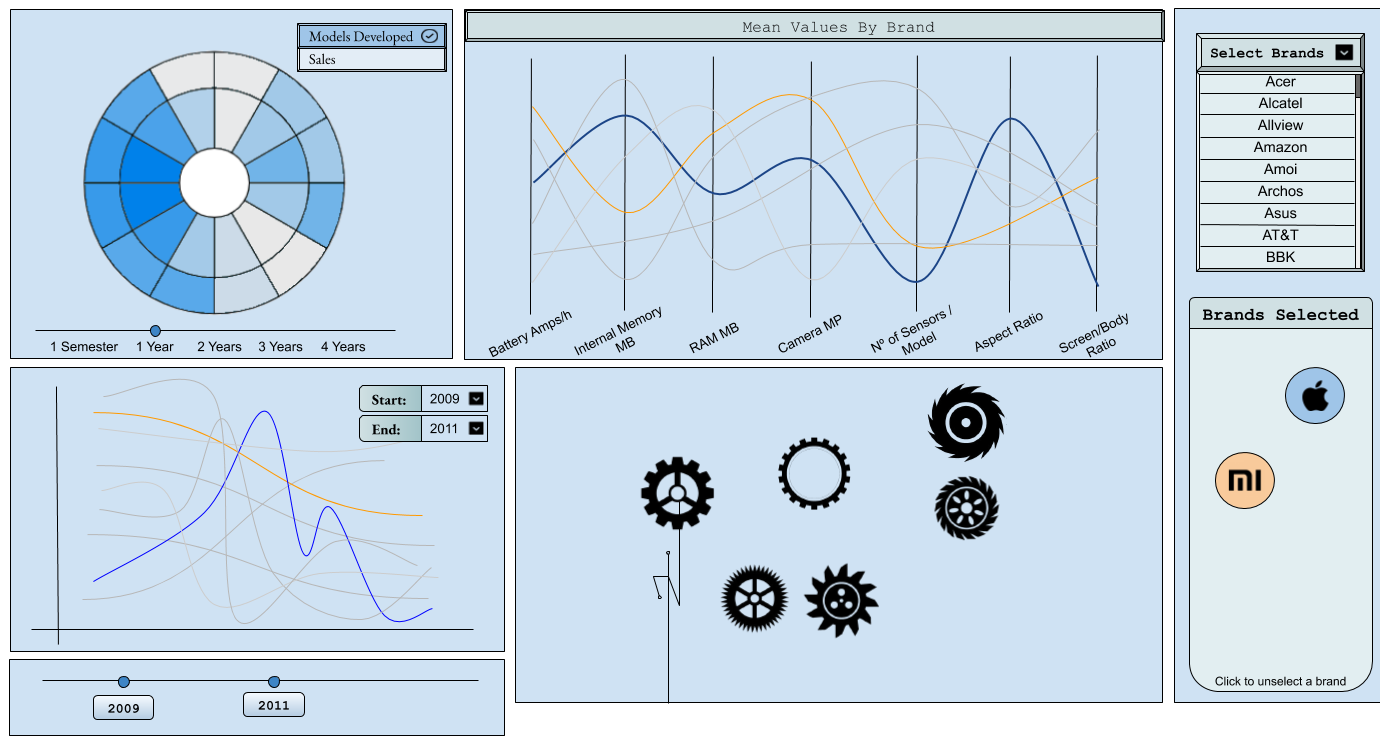 Models Developed
Sales
1 Semester
1 Year
2 Years
3 Years
4 Years
Mean Values By Brand
Battery Amps/h
Internal Memory
MB
RAM MB
Camera MP
Nº of Sensors /
Model
Aspect Ratio
Screen/Body
Ratio
Select Brands
Acer
Alcatel
Allview
Amazon
Amoi
Archos
Asus
AT&T
BBK
Brands Selected
MI
Click to unselect a brand
Start: 2009
End: 2011
2009
2011